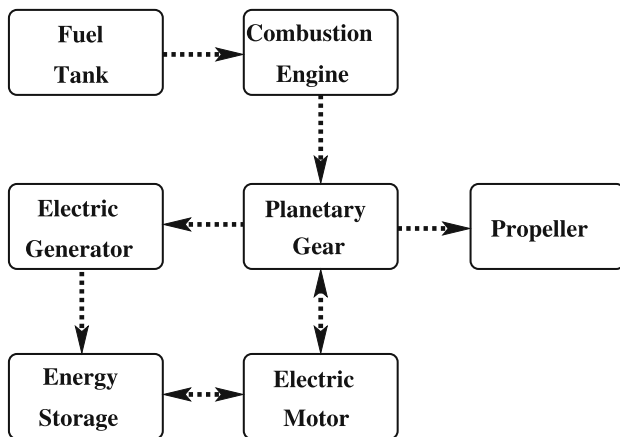 Fuel
Tank
Combustion
Engine
Electric
Generator
Planetary
Gear
Propeller
Energy
Storage
Electric
Motor